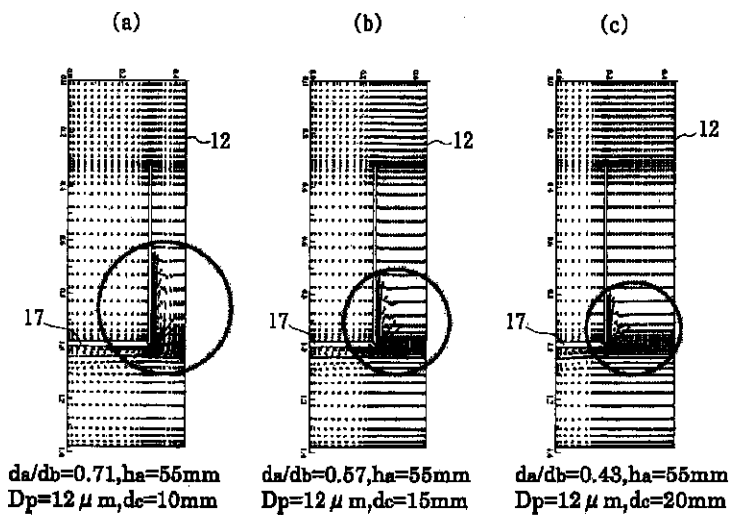 (a) (b) (c)
12 12 12
17 17 17
da/db=0.71,ha=55mm
Dp=12μm,dc=10mm
da/db=0.57,ha=55mm
Dp=12μm,dc=15mm
da/db=0.43,ha=55mm
Dp=12μm,dc=20mm